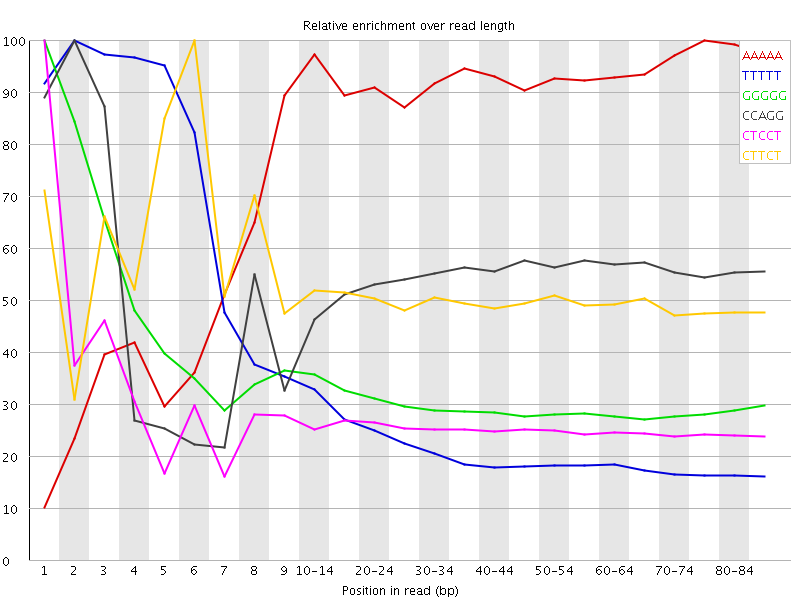 Relative enrichment over read length
100
90
80
70
60
50
40
30
20
10
0
AAAAA
TTTTT
GGGGG
CCAGG
CTCCT
CTTCT
1 2 3 4 5 6 7 8 9 10-14 20-24 30-34 40-44 50-54 60-64 70-74 80-84
Position in read (bp)